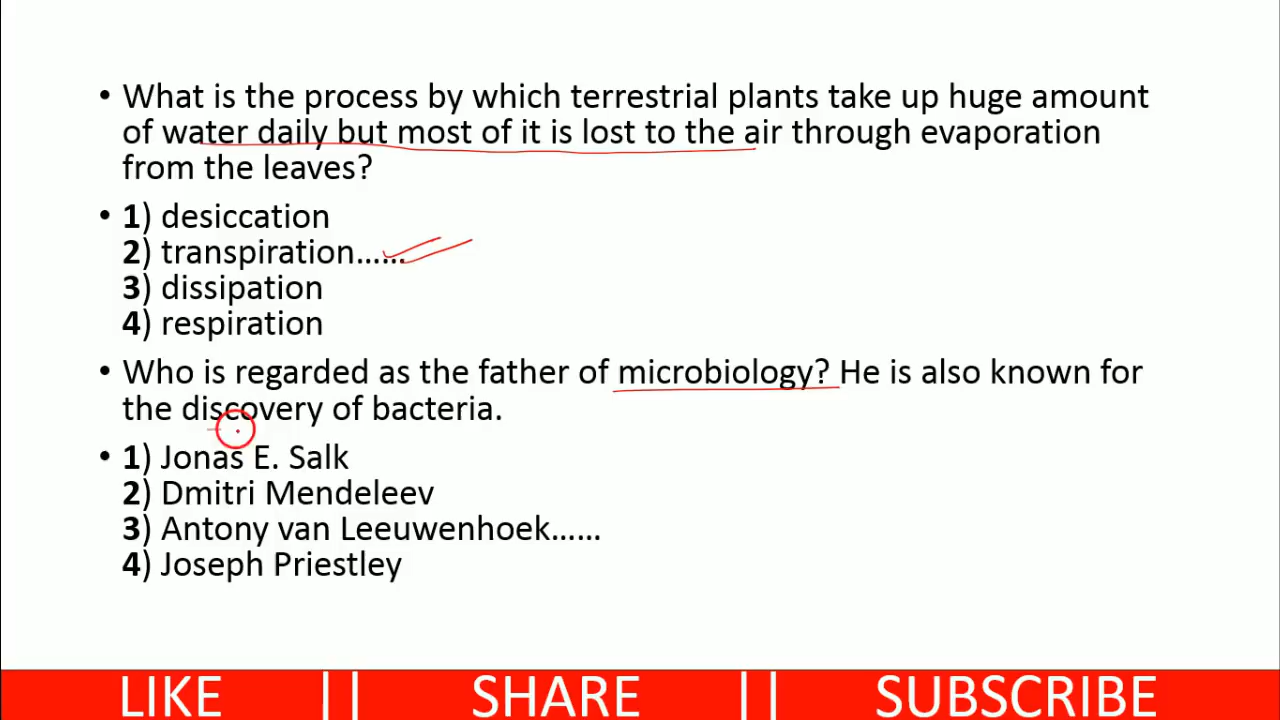 • What is the process by which terrestrial plants take up huge amount
of water daily but most of it is lost to the air through evaporation
from the leaves?
• 1) desiccation
2) transpiration......
3) dissipation
4) respiration
• Who is regarded as the father of microbiology? He is also known for
the discovery of bacteria.
• 1) Jonas E. Salk
2) Dmitri Mendeleev
3) Antony van Leeuwenhoek......
4) Joseph Priestley
LIKE || SHARE || SUBSCRIBE